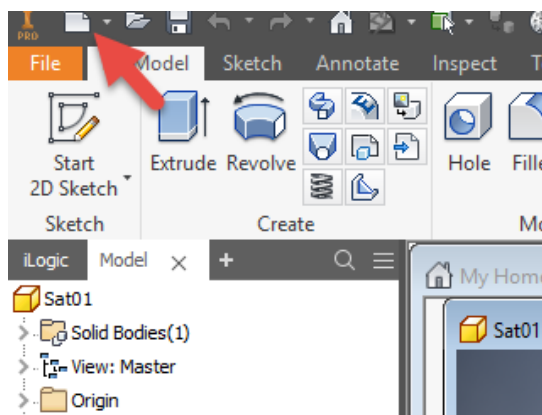 PRO
File Model Sketch Annotate Inspect
Start
2D Sketch
Extrude Revolve Hole
Sketch Create
iLogic Model
My Home
Sat01
Sat01
Solid Bodies(1)
View: Master
Origin